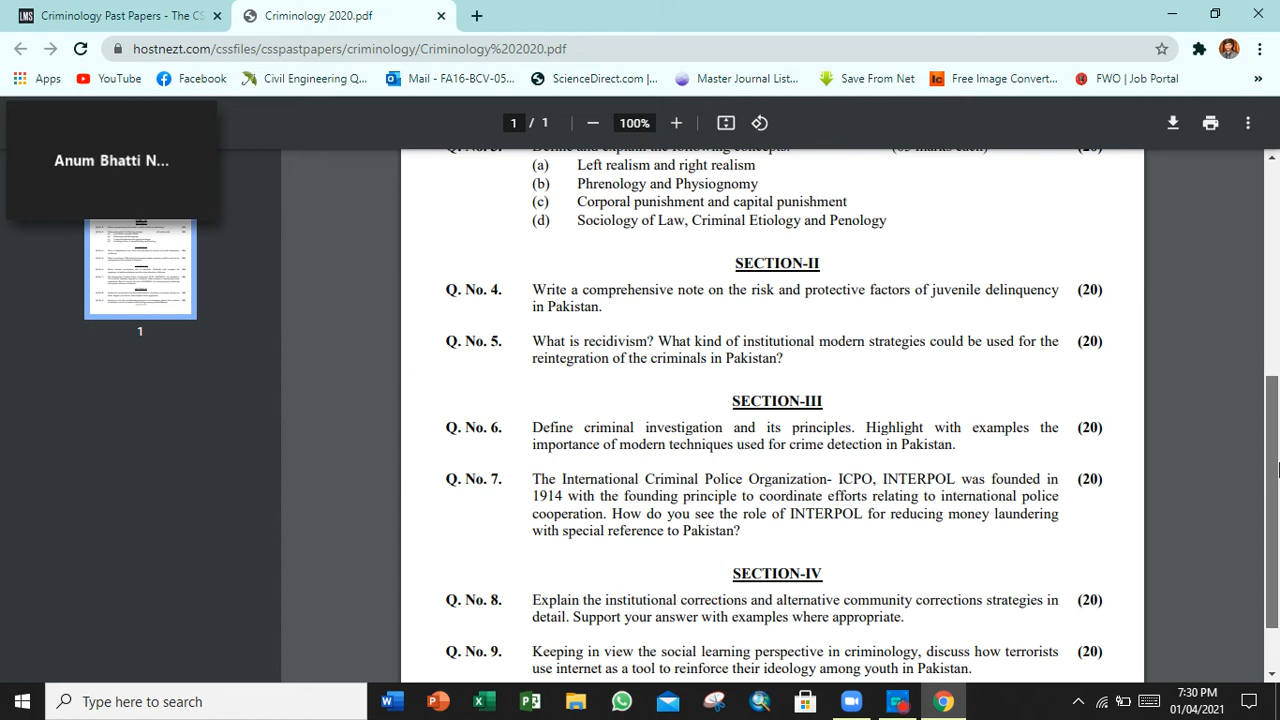 Criminology Past Papers - The CS
Criminology 2020.pdf
hostnezt.com/cssfiles/csspastpapers/criminology/Criminology%202020.pdf
Apps YouTube Facebook Civil Engineering Q... Mail - FA16-BCV-05... ScienceDirect.com |... Master Journal List... Save From Net Free Image Convert... FWO | Job Portal »
1 / 1 100%
Anum Bhatti N...
(a) Left realism and right realism
(b) Phrenology and Physiognomy
(c) Corporal punishment and capital punishment
(d) Sociology of Law, Criminal Etiology and Penology
SECTION-II
Q. No. 4. Write a comprehensive note on the risk and protective factors of juvenile delinquency (20)
in Pakistan.
Q. No. 5. What is recidivism? What kind of institutional modern strategies could be used for the (20)
reintegration of the criminals in Pakistan?
SECTION-III
Q. No. 6. Define criminal investigation and its principles. Highlight with examples the (20)
importance of modern techniques used for crime detection in Pakistan.
Q. No. 7. The International Criminal Police Organization- ICPO, INTERPOL was founded in (20)
1914 with the founding principle to coordinate efforts relating to international police
cooperation. How do you see the role of INTERPOL for reducing money laundering
with special reference to Pakistan?
SECTION-IV
Q. No. 8. Explain the institutional corrections and alternative community corrections strategies in (20)
detail. Support your answer with examples where appropriate.
Q. No. 9. Keeping in view the social learning perspective in criminology, discuss how terrorists (20)
use internet as a tool to reinforce their ideology among youth in Pakistan.
1
Type here to search
7:30 PM
01/04/2021